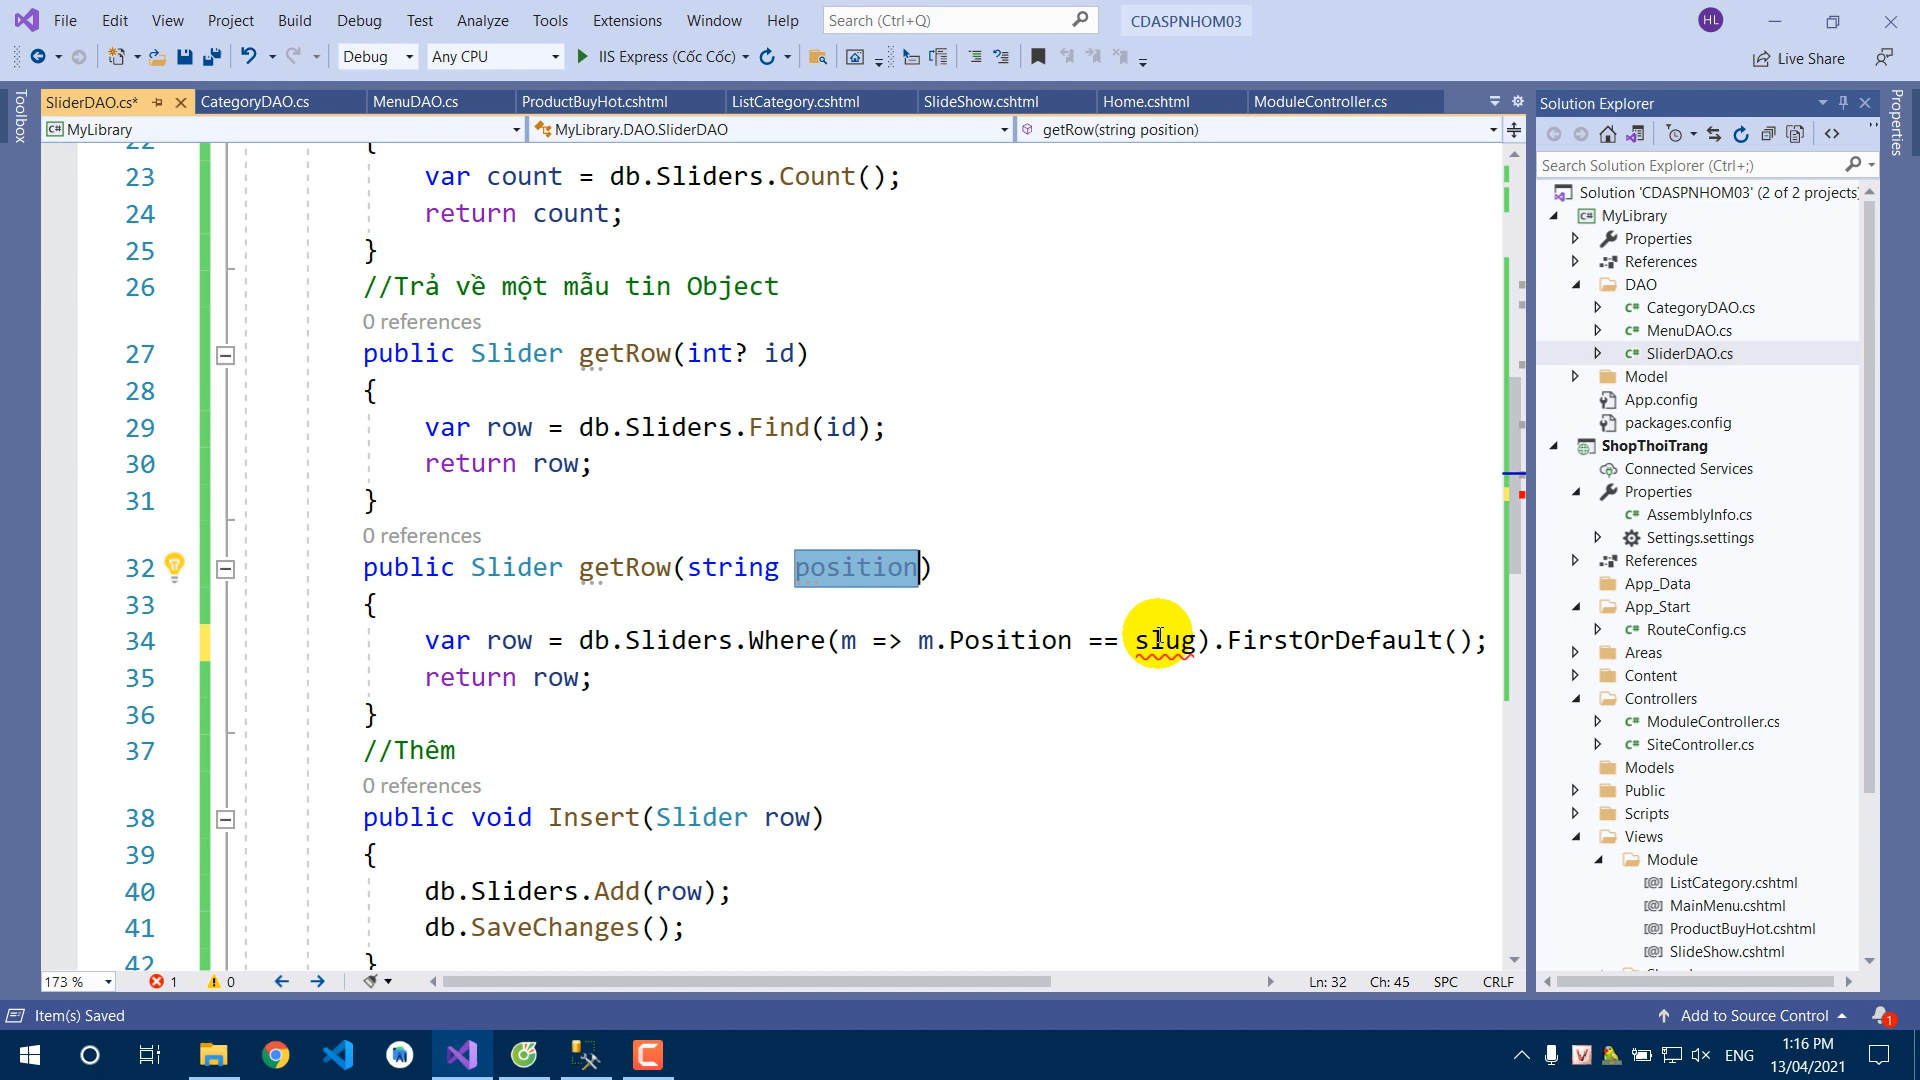 File Edit View Project Build Debug Test Analyze Tools Extensions Window Help Search (Ctrl+Q) CDASPNHOM03 HL
Debug Any CPU IIS Express (Cốc Cốc) Live Share
Toolbox
SliderDAO.cs* CategoryDAO.cs MenuDAO.cs ProductBuyHot.cshtml ListCategory.cshtml SlideShow.cshtml Home.cshtml ModuleController.cs
MyLibrary MyLibrary.DAO.SliderDAO getRow(string position)
22 {
23 var count = db.Sliders.Count();
24 return count;
25 }
26 //Trả về một mẫu tin Object
0 references
27 public Slider getRow(int? id)
28 {
29 var row = db.Sliders.Find(id);
30 return row;
31 }
0 references
32 public Slider getRow(string position)
33 {
34 var row = db.Sliders.Where(m => m.Position == slug).FirstOrDefault();
35 return row;
36 }
37 //Thêm
0 references
38 public void Insert(Slider row)
39 {
40 db.Sliders.Add(row);
41 db.SaveChanges();
42 }
173 % 1 0 Ln: 32 Ch: 45 SPC CRLF
Solution Explorer
Search Solution Explorer (Ctrl+;)
Solution 'CDASPNHOM03' (2 of 2 projects)
C# MyLibrary
Properties
References
DAO
C# CategoryDAO.cs
C# MenuDAO.cs
C# SliderDAO.cs
Model
App.config
packages.config
ShopThoiTrang
Connected Services
Properties
C# AssemblyInfo.cs
Settings.settings
References
App_Data
App_Start
C# RouteConfig.cs
Areas
Content
Controllers
C# ModuleController.cs
C# SiteController.cs
Models
Public
Scripts
Views
Module
[@] ListCategory.cshtml
[@] MainMenu.cshtml
[@] ProductBuyHot.cshtml
[@] SlideShow.cshtml
Properties
Item(s) Saved Add to Source Control 1
ENG 1:16 PM
13/04/2021